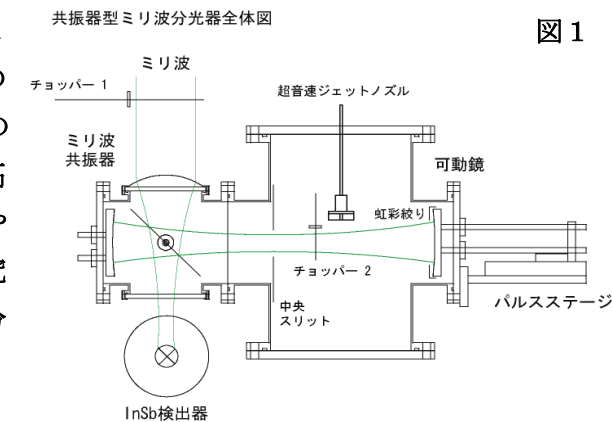 共振器型ミリ波分光器全体図
図1
ミリ波
チョッパー 1
超音速ジェットノズル
ミリ波
共振器
可動鏡
虹彩絞り
チョッパー 2
中央
スリット
パルスステージ
InSb検出器